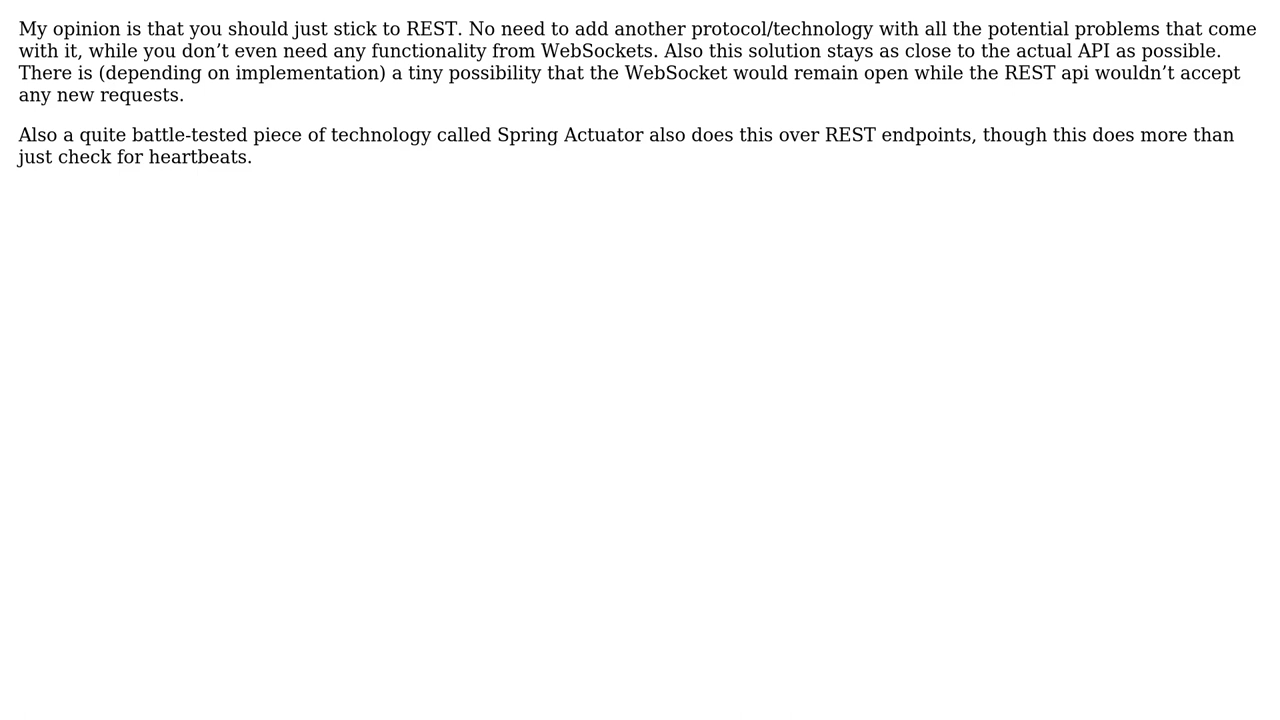 My opinion is that you should just stick to REST. No need to add another protocol/technology with all the potential problems that come
with it, while you don’t even need any functionality from WebSockets. Also this solution stays as close to the actual API as possible.
There is (depending on implementation) a tiny possibility that the WebSocket would remain open while the REST api wouldn’t accept
any new requests.
Also a quite battle-tested piece of technology called Spring Actuator also does this over REST endpoints, though this does more than
just check for heartbeats.